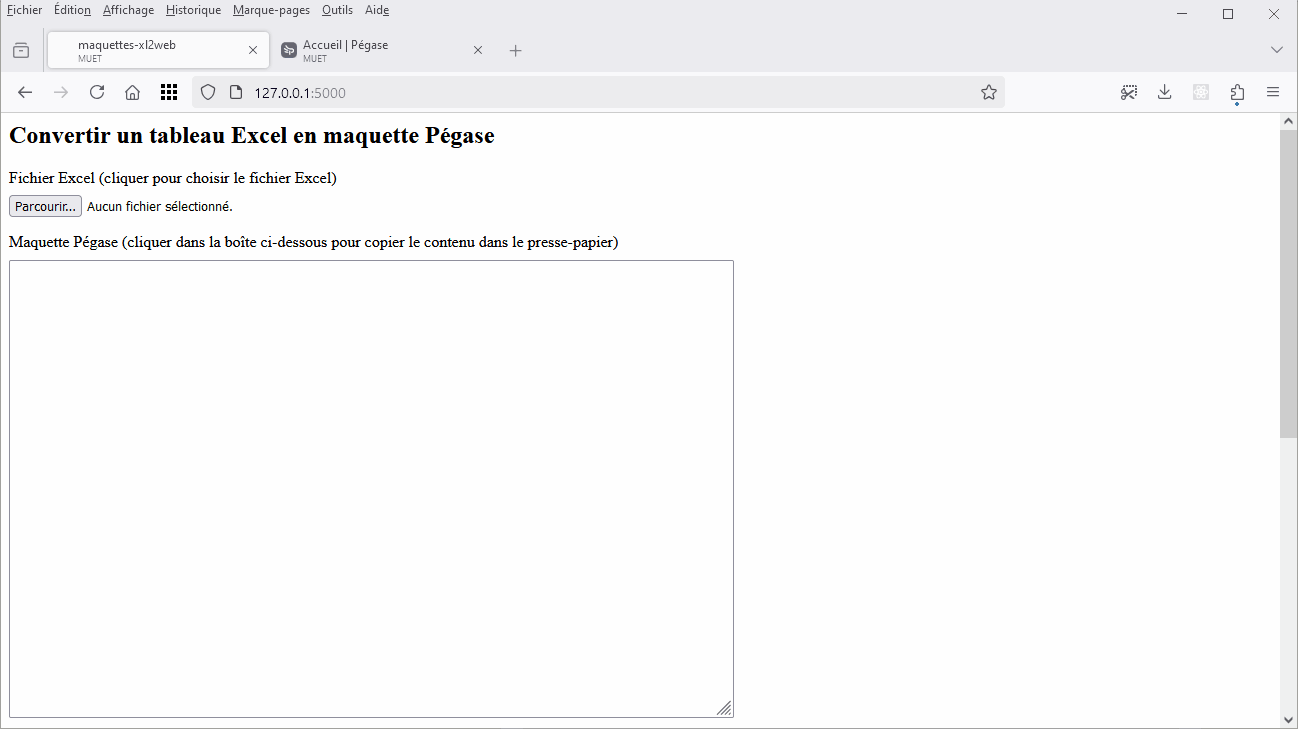 Fichier Édition Affichage Historique Marque-pages Outils Aide
maquettes-xl2web
MUET
Accueil | Pégase
MUET
127.0.0.1:5000
Convertir un tableau Excel en maquette Pégase
Fichier Excel (cliquer pour choisir le fichier Excel)
Parcourir... Aucun fichier sélectionné.
Maquette Pégase (cliquer dans la boîte ci-dessous pour copier le contenu dans le presse-papier)